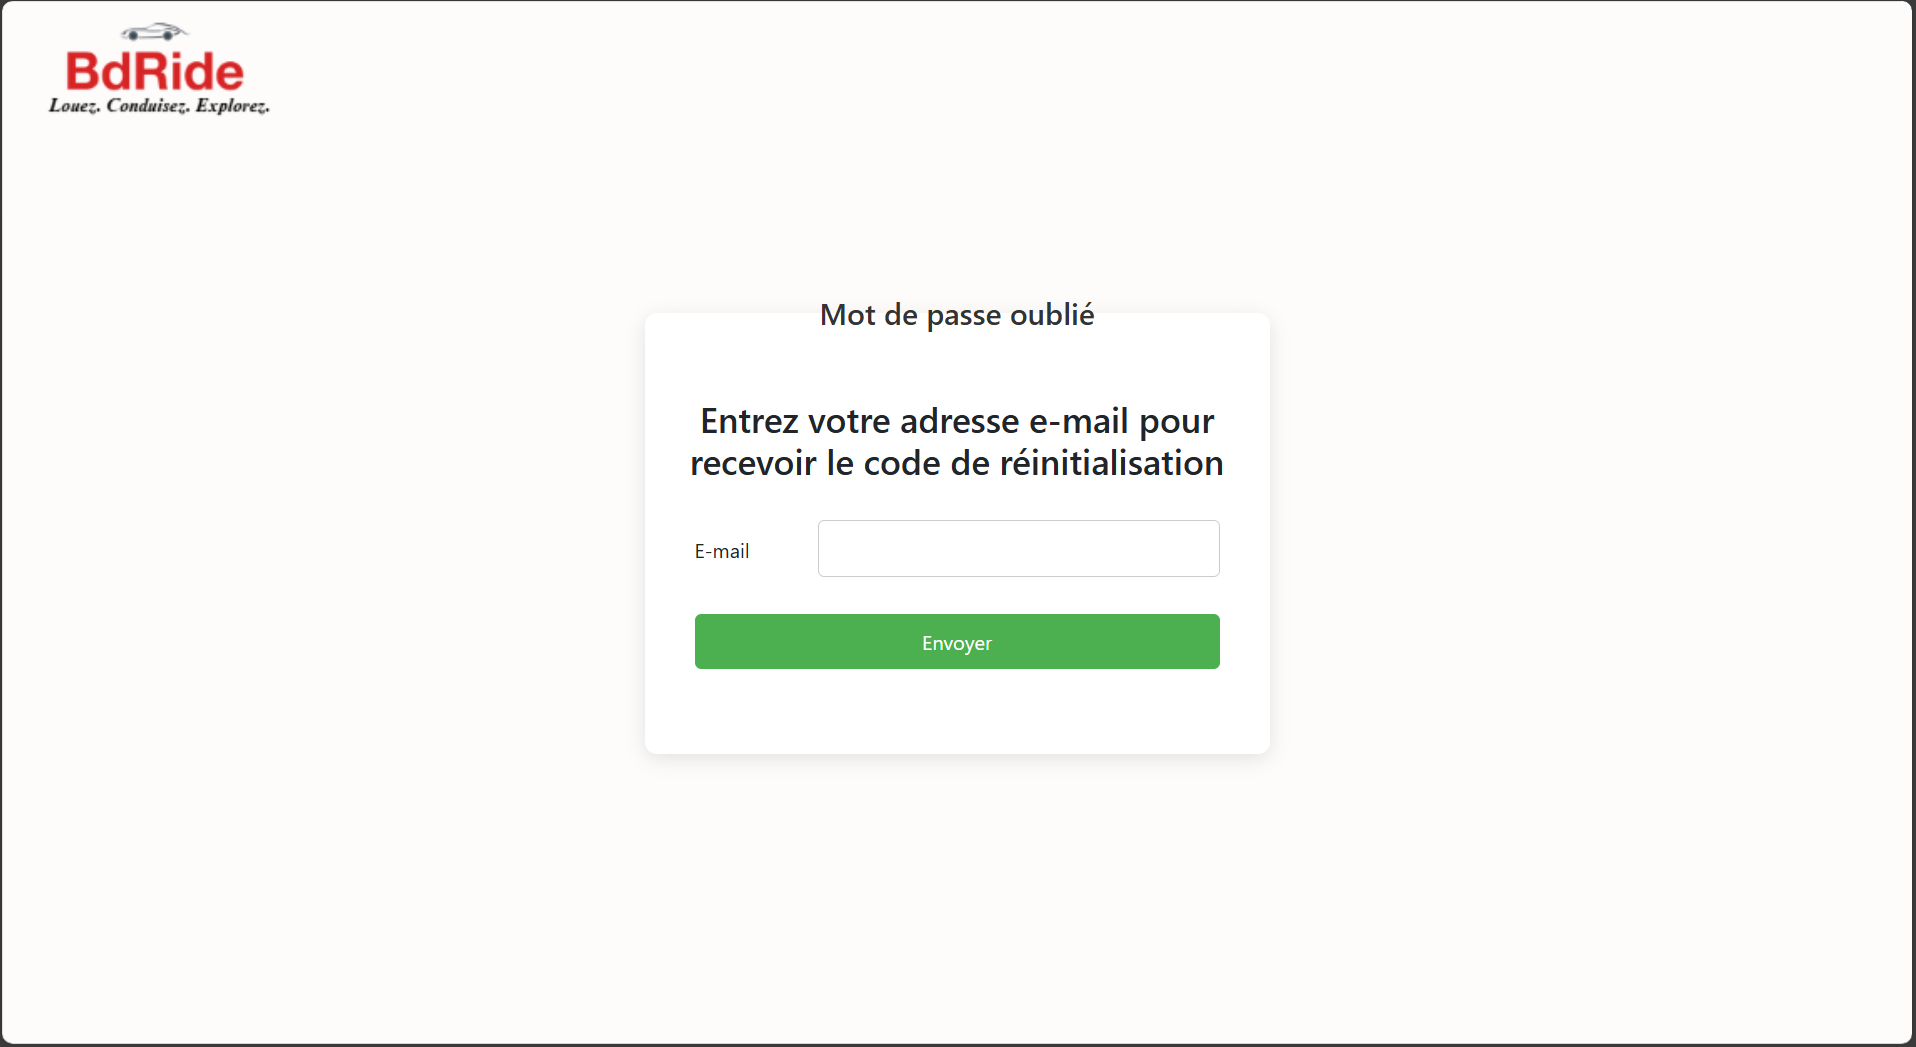 BdRide
Louez. Conduisez. Explorez.
Mot de passe oublié
Entrez votre adresse e-mail pour
recevoir le code de réinitialisation
E-mail
Envoyer